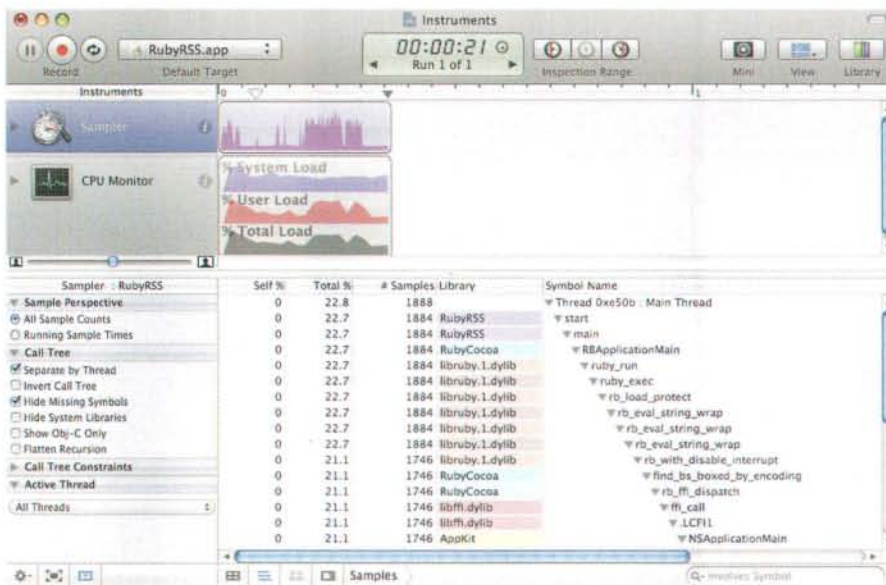 Instruments
RubyRSS.app
00:00:21
Run 1 of 1
Record
Default Target
Inspection Range
Mini
View
Library
Instruments
0
1
Sampler
CPU Monitor
% System Load
% User Load
% Total Load
Sampler : RubyRSS
Self % Total % # Samples Library Symbol Name
Sample Perspective
0 22.8 1888 Thread 0xe50b : Main Thread
All Sample Counts
0 22.7 1884 RubyRSS start
Running Sample Times
0 22.7 1884 RubyRSS main
Call Tree
0 22.7 1884 RubyCocoa RBApplicationMain
Separate by Thread
0 22.7 1884 libruby.1.dylib ruby_run
Invert Call Tree
0 22.7 1884 libruby.1.dylib ruby_exec
Hide Missing Symbols
0 22.7 1884 libruby.1.dylib rb_load_protect
Hide System Libraries
0 22.7 1884 libruby.1.dylib rb_eval_string_wrap
Show Obj-C Only
0 22.7 1884 libruby.1.dylib rb_eval_string_wrap
Flatten Recursion
0 22.7 1884 libruby.1.dylib rb_eval_string_wrap
Call Tree Constraints
0 21.1 1746 libruby.1.dylib rb_with_disable_interrupt
Active Thread
0 21.1 1746 RubyCocoa find_bs_boxed_by_encoding
0 21.1 1746 RubyCocoa rb_ffi_dispatch
All Threads
0 21.1 1746 libffi.dylib ffi_call
0 21.1 1746 libffi.dylib .LCFI1
0 21.1 1746 AppKit NSApplicationMain
Samples
Involves Symbol